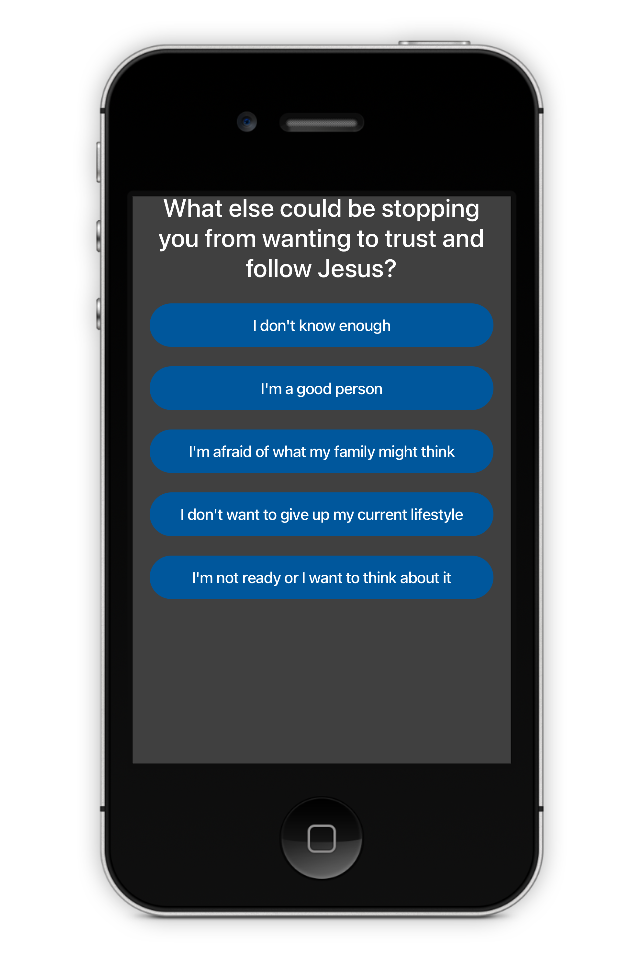 What else could be stopping
you from wanting to trust and
follow Jesus?
I don't know enough
I'm a good person
I'm afraid of what my family might think
I don't want to give up my current lifestyle
I'm not ready or I want to think about it